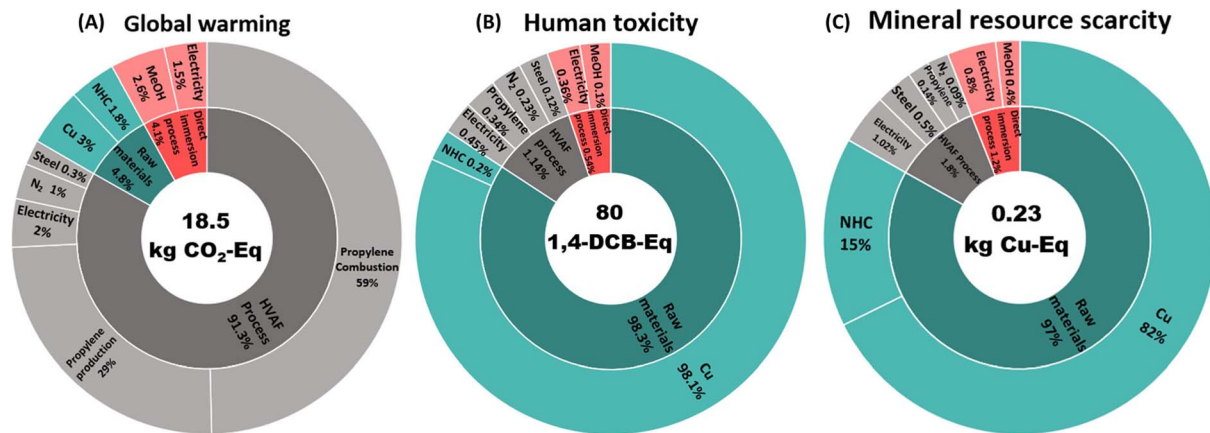 (A) Global warming
Electricity
1.5%
MeOH
2.6%
NHC 1.8%
Cu 3%
Steel 0.3%
N₂ 1%
Electricity
2%
Propylene
production
29%
Propylene
Combustion
59%
Direct
immersion
process
4.1%
Raw
materials
4.8%
HVAF
Process
91.3%
18.5
kg CO₂-Eq
(B) Human toxicity
MeOH 0.1%
Electricity
0.36%
Steel 0.12%
N₂ 0.23%
Propylene
0.34%
Electricity
0.45%
NHC 0.2%
Cu
98.1%
Direct
immersion
process 0.54%
HVAF
process
1.14%
Raw
materials
98.3%
80
1,4-DCB-Eq
(C) Mineral resource scarcity
MeOH 0.4%
Electricity
0.8%
N₂ 0.09%
Propylene
0.14%
Steel 0.5%
Electricity
1.02%
NHC
15%
Cu
82%
Direct
immersion
process 1.2%
HVAF Process
1.8%
Raw
materials
97%
0.23
kg Cu-Eq